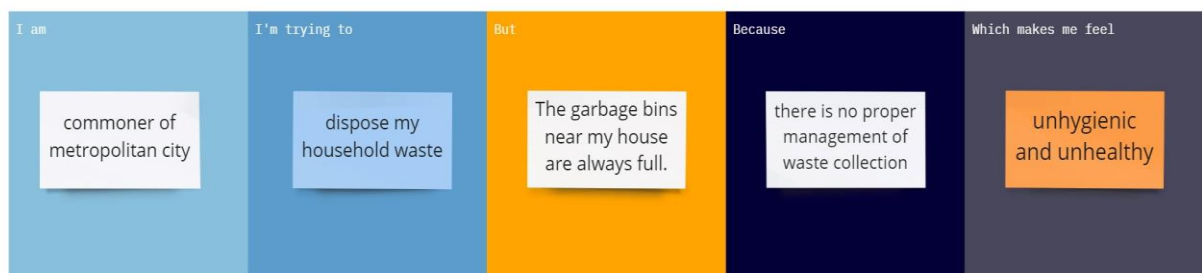 I am
commoner of
metropolitan city
I'm trying to
dispose my
household waste
But
The garbage bins
near my house
are always full.
Because
there is no proper
management of
waste collection
Which makes me feel
unhygienic
and unhealthy